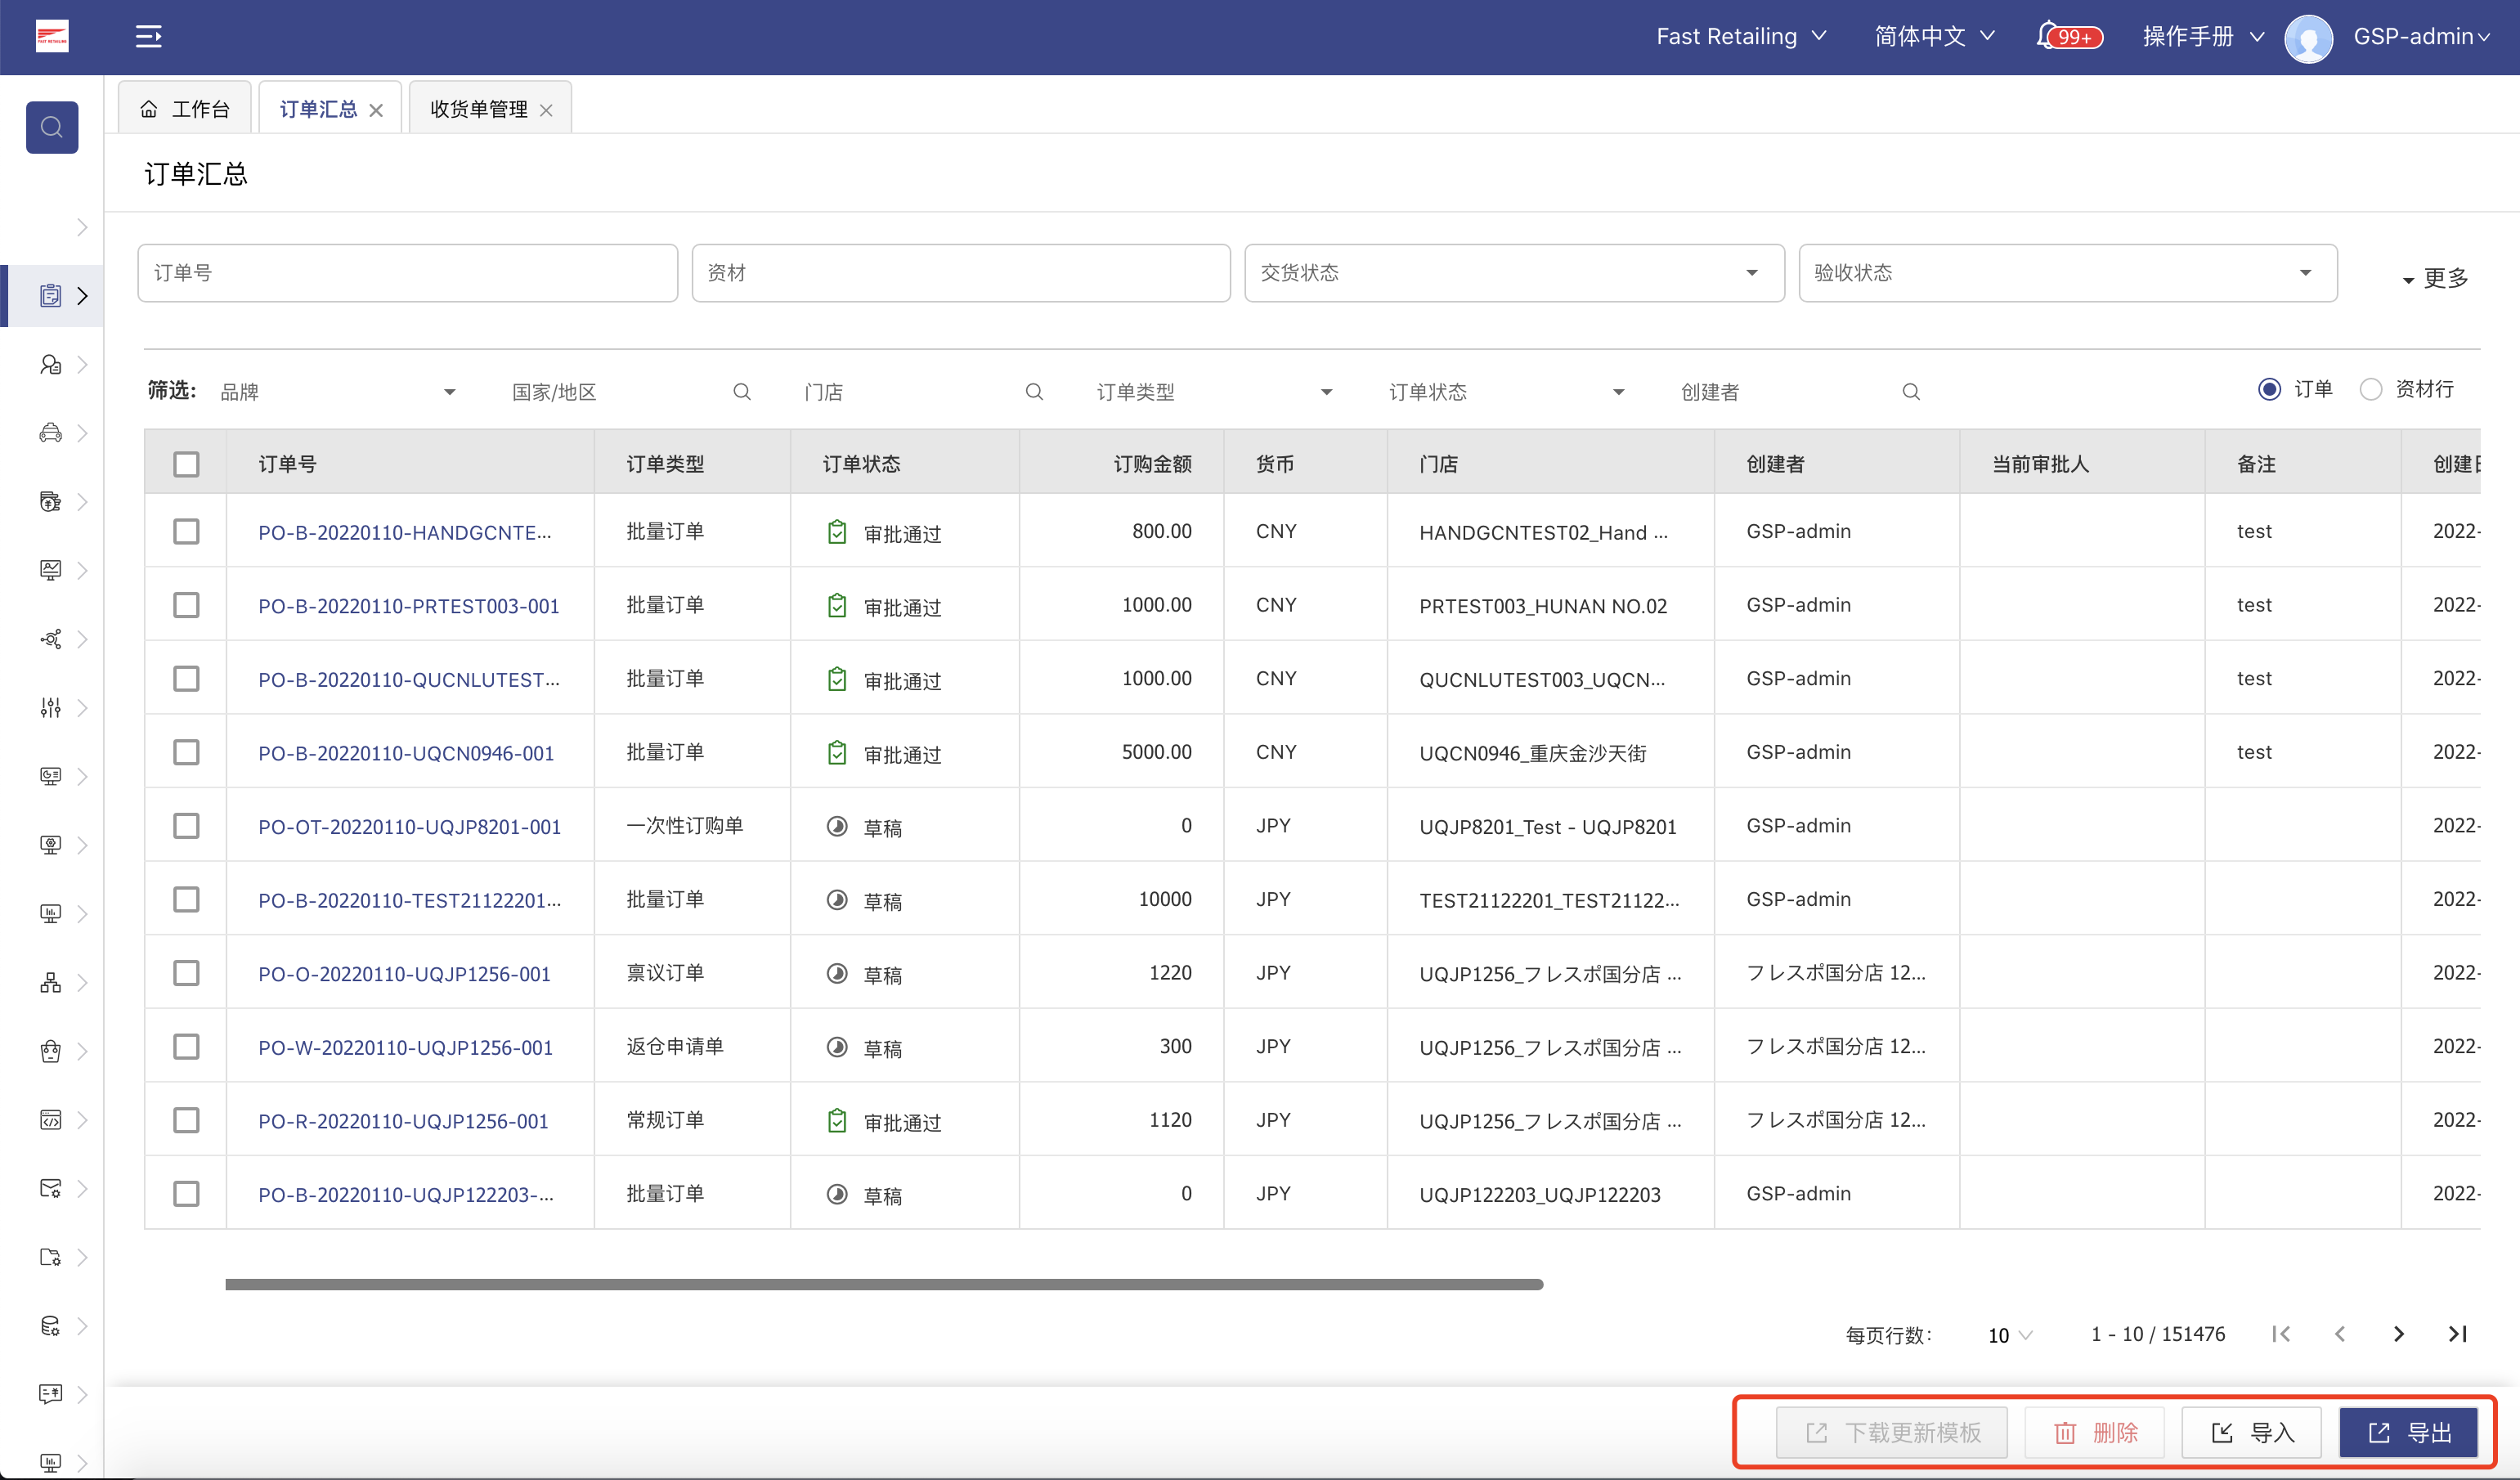 FAST RETAILING
Fast Retailing 简体中文 99+ 操作手册 GSP-admin
工作台 订单汇总 收货单管理
订单汇总
订单号 资材 交货状态 验收状态 更多
筛选: 品牌 国家/地区 门店 订单类型 订单状态 创建者 订单 资材行
订单号 订单类型 订单状态 订购金额 货币 门店 创建者 当前审批人 备注 创建日
PO-B-20220110-HANDGCNTE... 批量订单 审批通过 800.00 CNY HANDGCNTEST02_Hand ... GSP-admin test 2022-
PO-B-20220110-PRTEST003-001 批量订单 审批通过 1000.00 CNY PRTEST003_HUNAN NO.02 GSP-admin test 2022-
PO-B-20220110-QUCNLUTEST... 批量订单 审批通过 1000.00 CNY QUCNLUTEST003_UQCN... GSP-admin test 2022-
PO-B-20220110-UQCN0946-001 批量订单 审批通过 5000.00 CNY UQCN0946_重庆金沙天街 GSP-admin test 2022-
PO-OT-20220110-UQJP8201-001 一次性订购单 草稿 0 JPY UQJP8201_Test - UQJP8201 GSP-admin 2022-
PO-B-20220110-TEST21122201... 批量订单 草稿 10000 JPY TEST21122201_TEST21122... GSP-admin 2022-
PO-O-20220110-UQJP1256-001 禀议订单 草稿 1220 JPY UQJP1256_フレスポ国分店 ... フレスポ国分店 12... 2022-
PO-W-20220110-UQJP1256-001 返仓申请单 草稿 300 JPY UQJP1256_フレスポ国分店 ... フレスポ国分店 12... 2022-
PO-R-20220110-UQJP1256-001 常规订单 审批通过 1120 JPY UQJP1256_フレスポ国分店 ... フレスポ国分店 12... 2022-
PO-B-20220110-UQJP122203-... 批量订单 草稿 0 JPY UQJP122203_UQJP122203 GSP-admin 2022-
每页行数: 10 1 - 10 / 151476
下载更新模板 删除 导入 导出